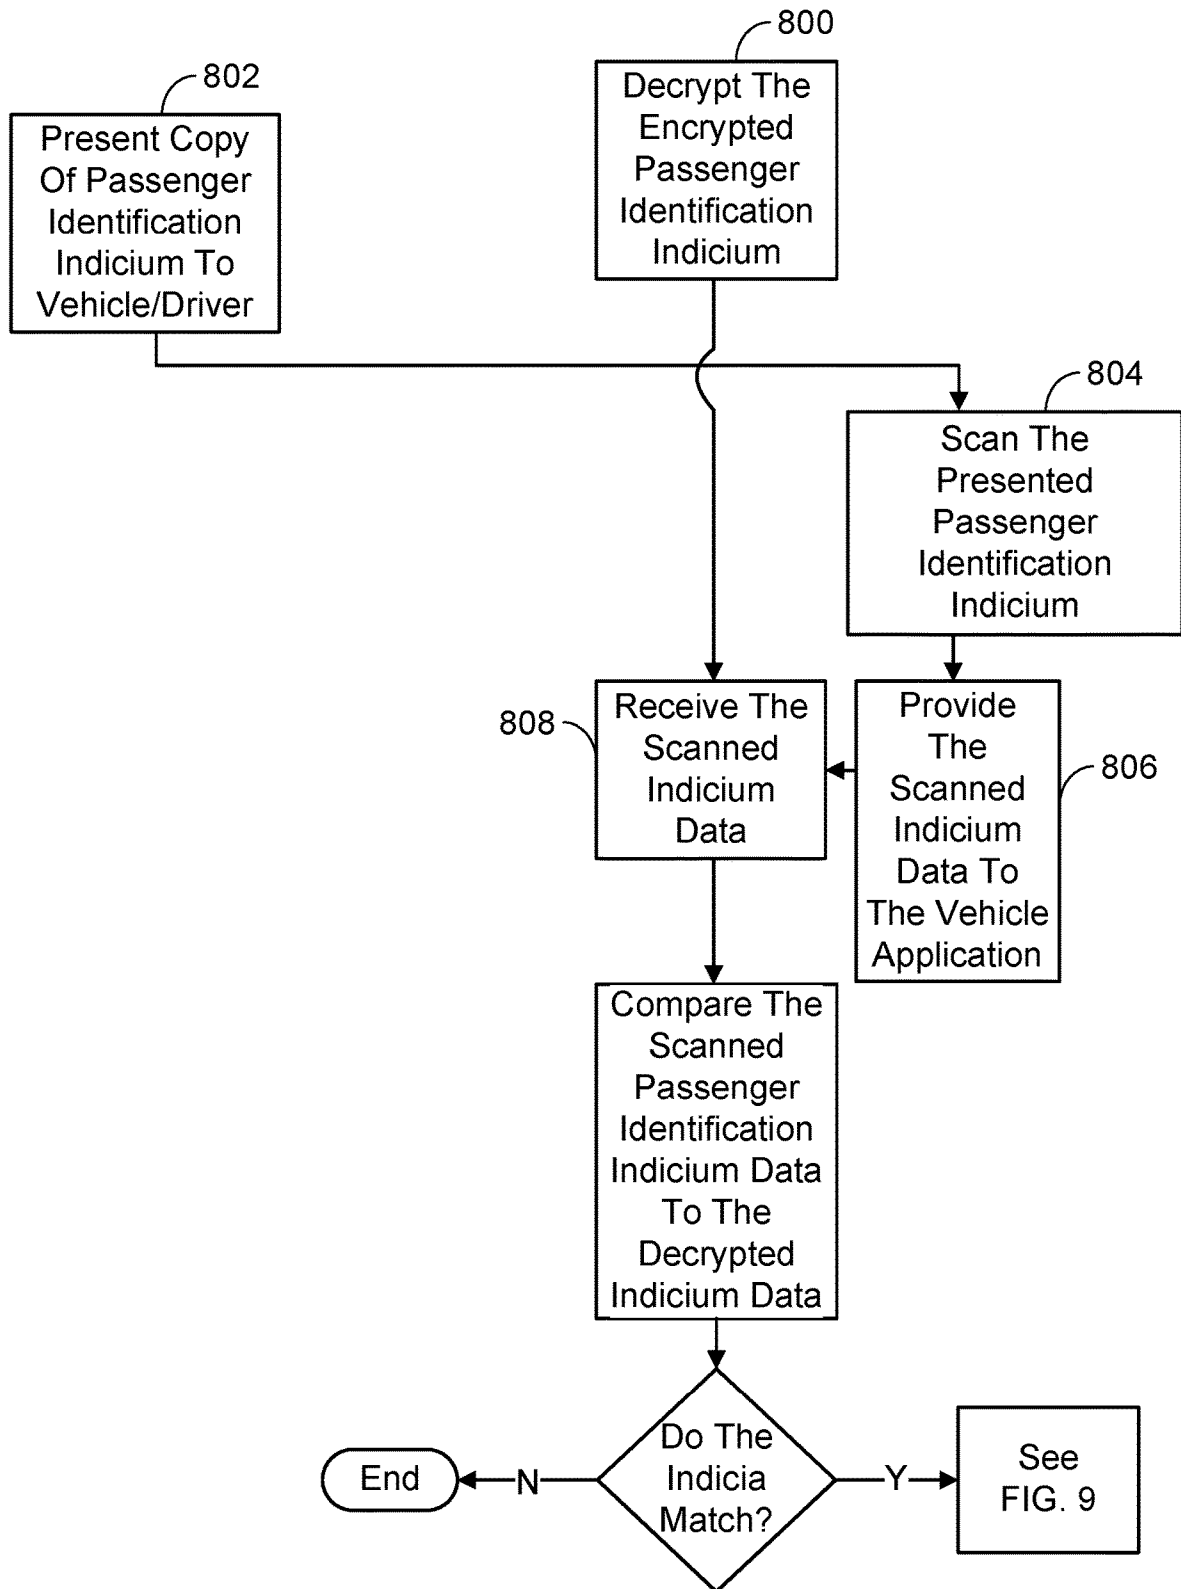 800
802
Decrypt The
Encrypted
Passenger
Identification
Indicium
Present Copy
Of Passenger
Identification
Indicium To
Vehicle/Driver
804
Scan The
Presented
Passenger
Identification
Indicium
808
Receive The
Scanned
Indicium
Data
Provide
The
Scanned
Indicium
Data To
The Vehicle
Application
806
Compare The
Scanned
Passenger
Identification
Indicium Data
To The
Decrypted
Indicium Data
Do The
Indicia
Match?
N
End
Y
See
FIG. 9